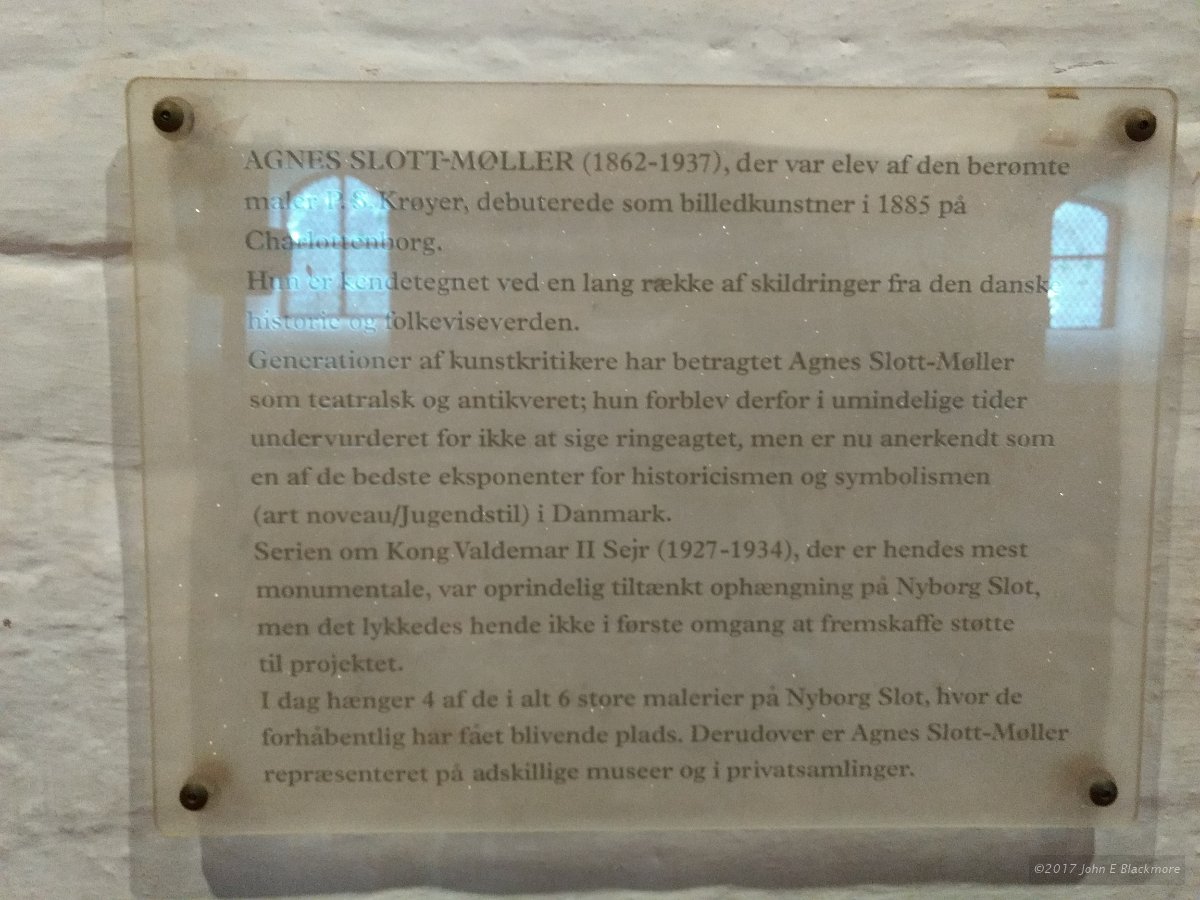 AGNES SLOTT-MØLLER (1862-1937), der var elev af den berømte
maler P. S. Krøyer, debuterede som billedkunstner i 1885 på
Charlottenborg.
Hun er kendetegnet ved en lang række af skildringer fra den danske
historie og folkeviseverden.
Generationer af kunstkritikere har betragtet Agnes Slott-Møller
som teatralsk og antikveret; hun forblev derfor i umindelige tider
undervurderet for ikke at sige ringeagtet, men er nu anerkendt som
en af de bedste eksponenter for historicismen og symbolismen
(art noveau/Jugendstil) i Danmark.
Serien om Kong Valdemar II Sejr (1927-1934), der er hendes mest
monumentale, var oprindelig tiltænkt ophængning på Nyborg Slot,
men det lykkedes hende ikke i første omgang at fremskaffe støtte
til projektet.
I dag hænger 4 af de i alt 6 store malerier på Nyborg Slot, hvor de
forhåbentlig har fået blivende plads. Derudover er Agnes Slott-Møller
repræsenteret på adskillige museer og i privatsamlinger.
©2017 John E Blackmore